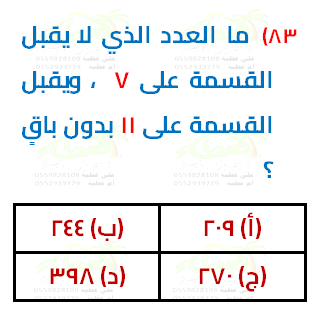 ٨٣) ما العدد الذي لا يقبل
القسمة على ٧ ، ويقبل
القسمة على ١١ بدون باقٍ
؟
(أ) ٢٠٩
(ب) ٢٤٤
(ج) ٢٧٠
(د) ٣٩٨